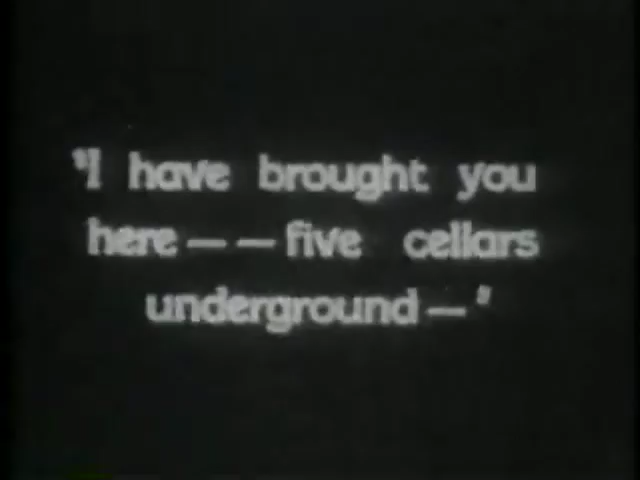 "I have brought you
here — — five cellars
underground — "